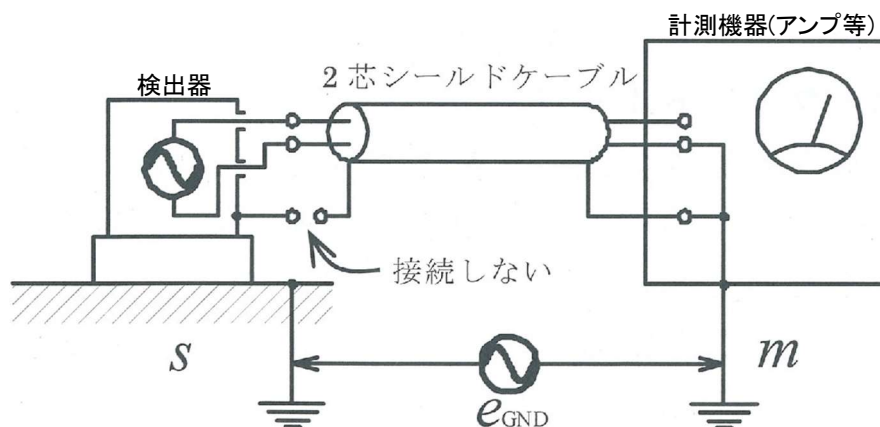 計測機器(アンプ等)
2芯シールドケーブル
検出器
接続しない
s
m
eGND